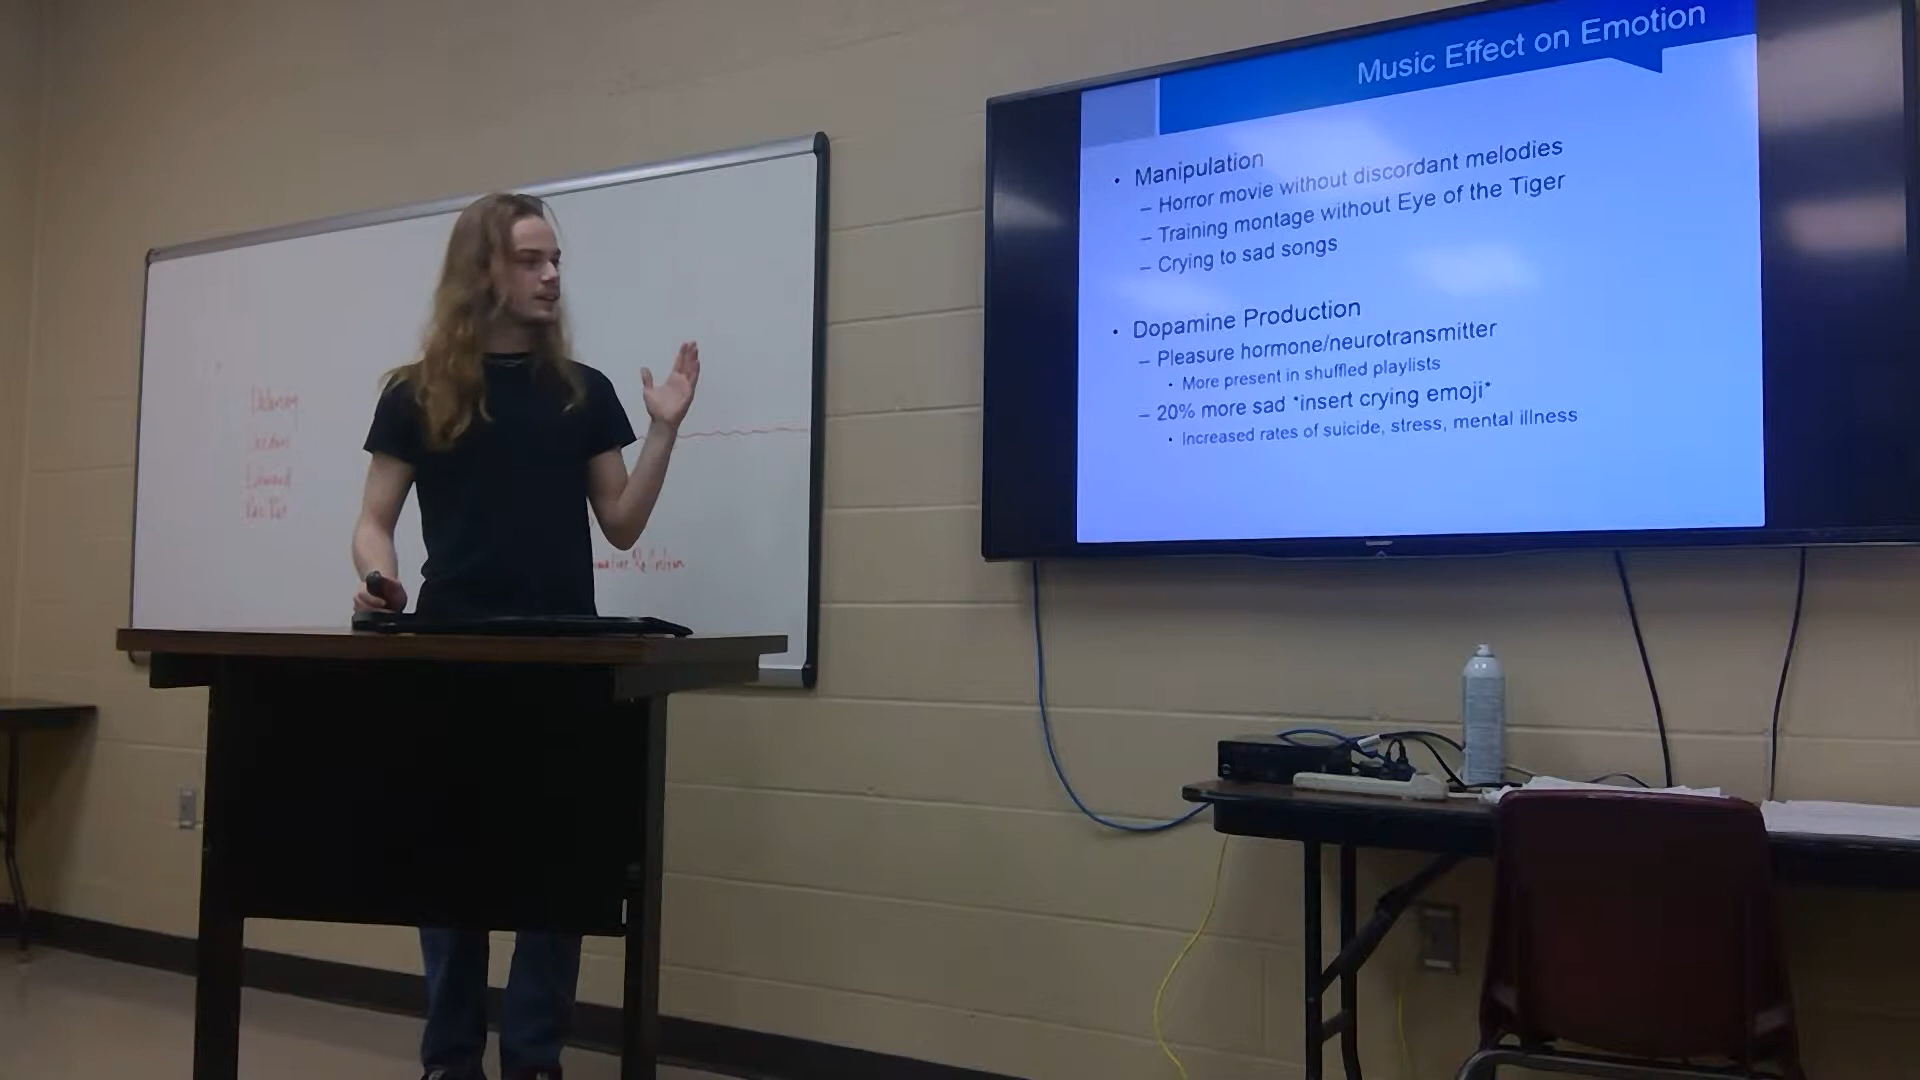 Music Effect on Emotion
• Manipulation
– Horror movie without discordant melodies
– Training montage without Eye of the Tiger
– Crying to sad songs
• Dopamine Production
– Pleasure hormone/neurotransmitter
• More present in shuffled playlists
– 20% more sad *insert crying emoji*
• Increased rates of suicide, stress, mental illness